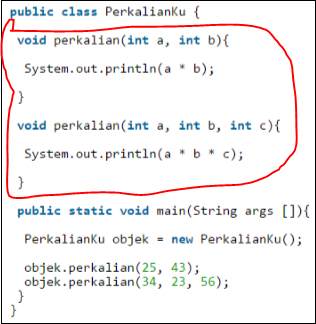 public class PerkalianKu {
void perkalian(int a, int b){
System.out.println(a * b);
}
void perkalian(int a, int b, int c){
System.out.println(a * b * c);
}
public static void main(String args []){
PerkalianKu objek = new PerkalianKu();
objek.perkalian(25, 43);
objek.perkalian(34, 23, 56);
}
}